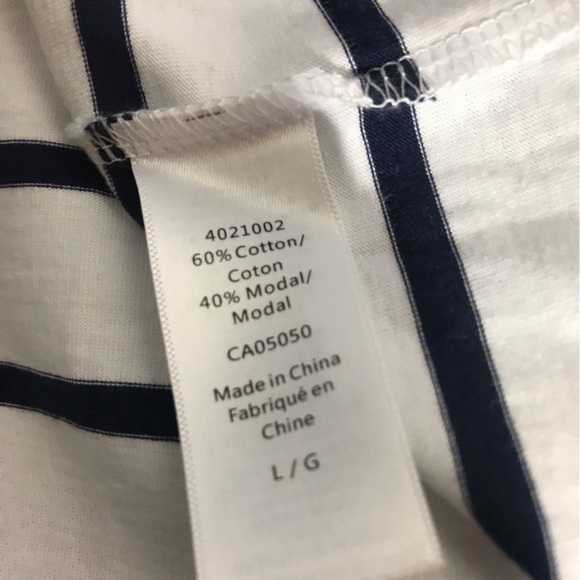 4021002
60% Cotton/
Coton
40% Modal/
Modal
CA05050
Made in China
Fabriqué en
Chine
L / G